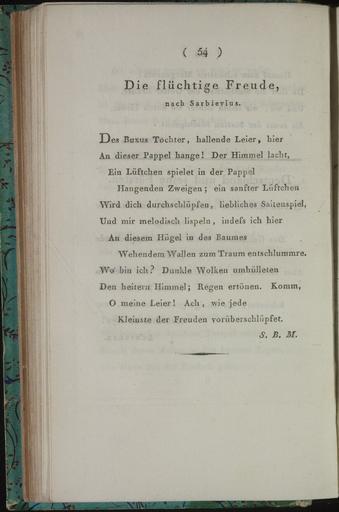 ( 54 )
Die flüchtige Freude,
nach Sarbievius.
Des Buxus Tochter, hallende Leier, hier
An dieser Pappel hange! Der Himmel lacht,
Ein Lüftchen spielet in der Pappel
Hangenden Zweigen; ein sanfter Lüftchen
Wird dich durchschlüpfen, liebliches Saitenspiel,
Und mir melodisch lispeln, indeſs ich hier
An diesem Hügel in des Baumes
Wehendem Wallen zum Traum entschlummre.
Wo bin ich? Dunkle Wolken umhülleten
Den heitern Himmel; Regen ertönen. Komm,
O meine Leier! Ach, wie jede
Kleinste der Freuden vorüberschlüpfet.
S. B. M.